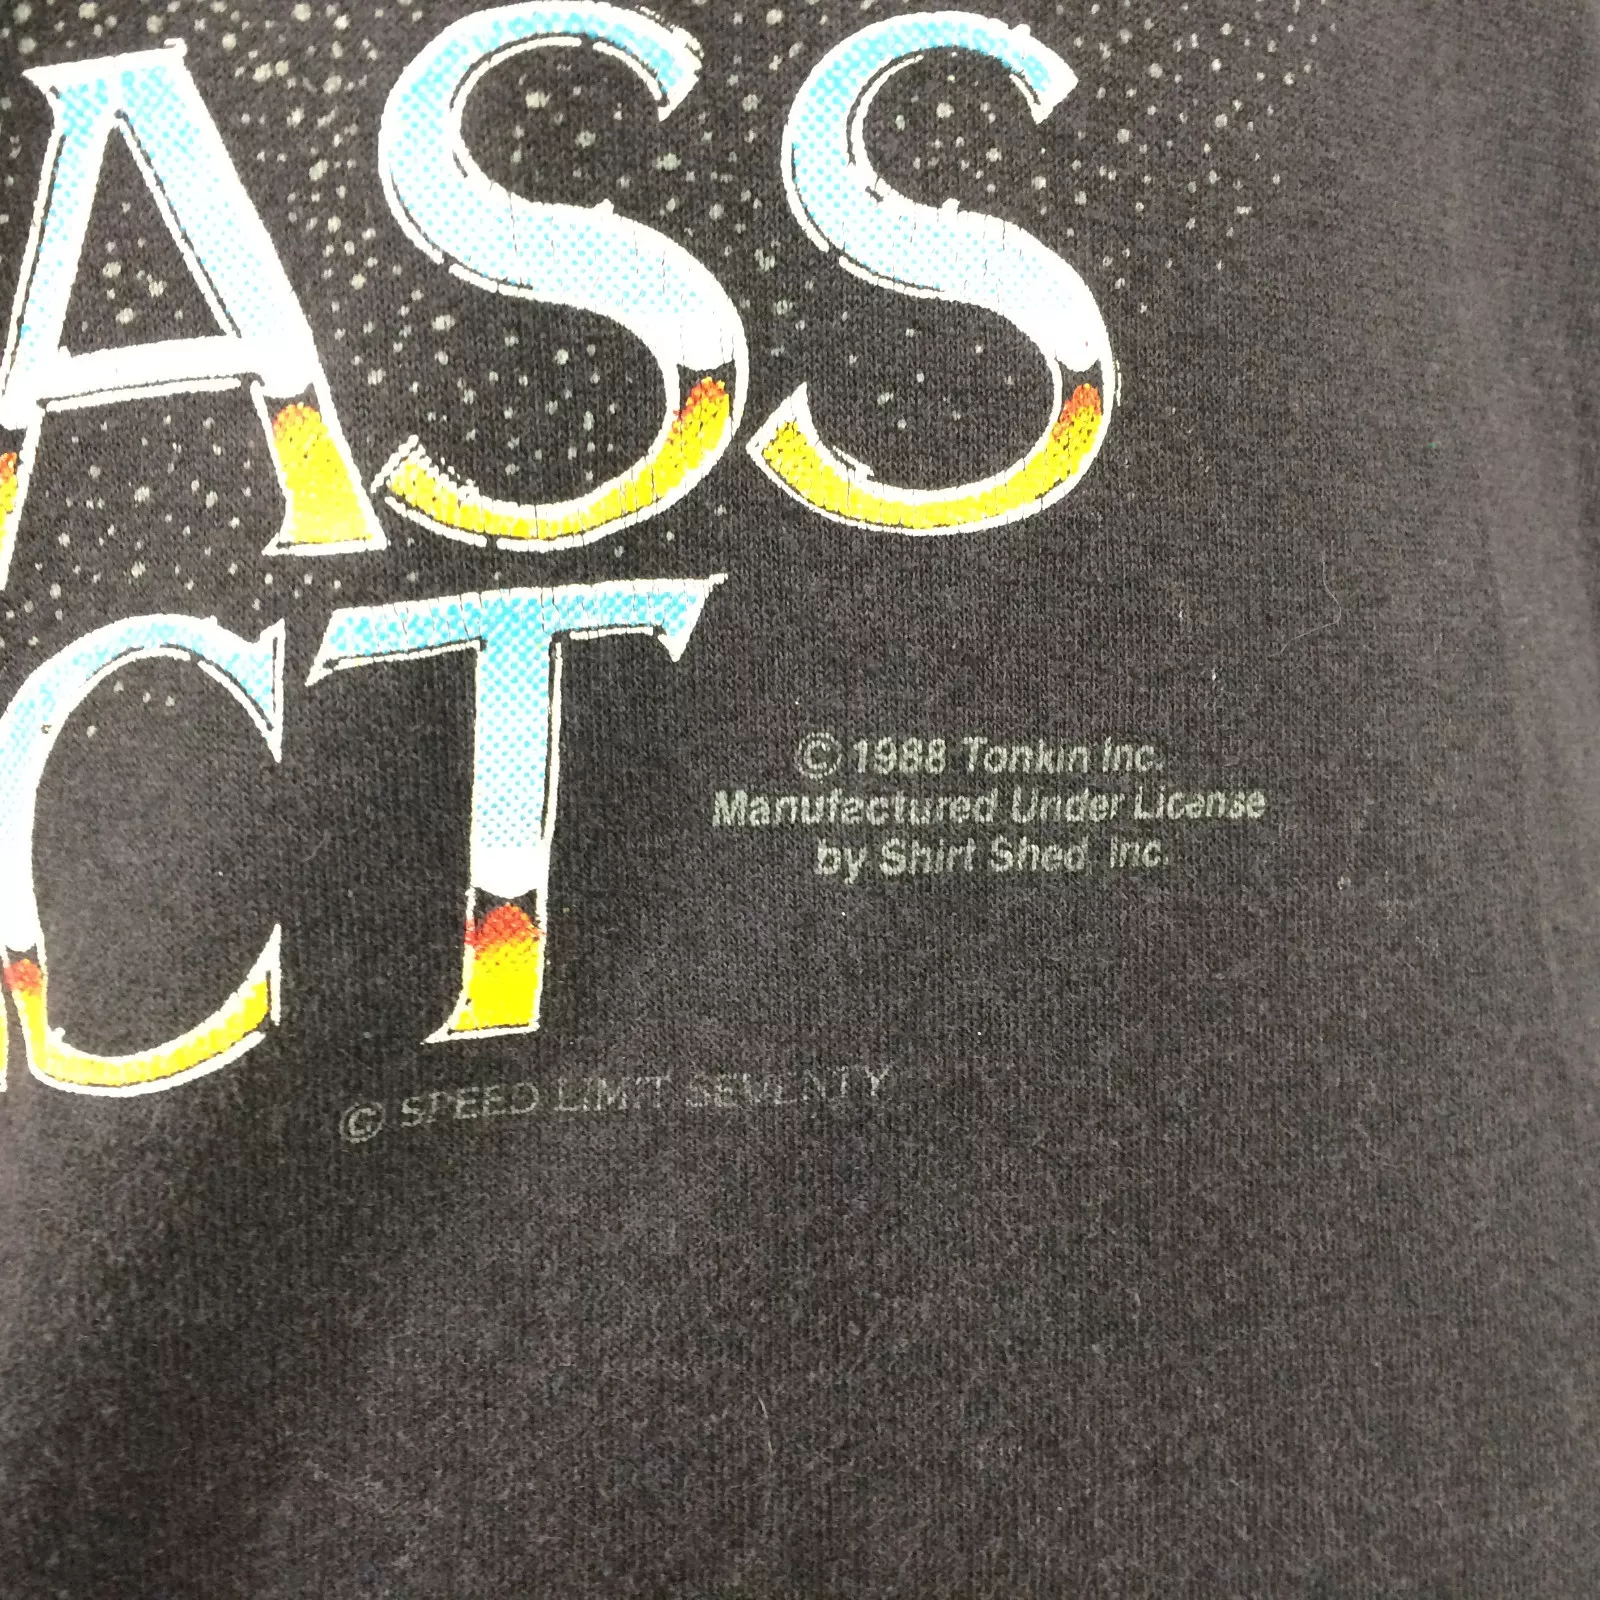 ASS
CT
© 1988 Tonkin Inc.
Manufactured Under License
by Shirt Shed Inc.
© SPEED LIMIT SEVENTY